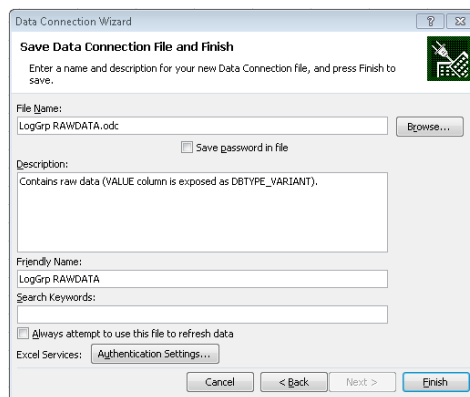 Data Connection Wizard
Save Data Connection File and Finish
Enter a name and description for your new Data Connection file, and press Finish to
save.
File Name:
LogGrp RAWDATA.odc
Browse...
Save password in file
Description:
Contains raw data (VALUE column is exposed as DBTYPE_VARIANT).
Friendly Name:
LogGrp RAWDATA
Search Keywords:
Always attempt to use this file to refresh data
Excel Services: Authentication Settings...
Cancel < Back Next > Finish